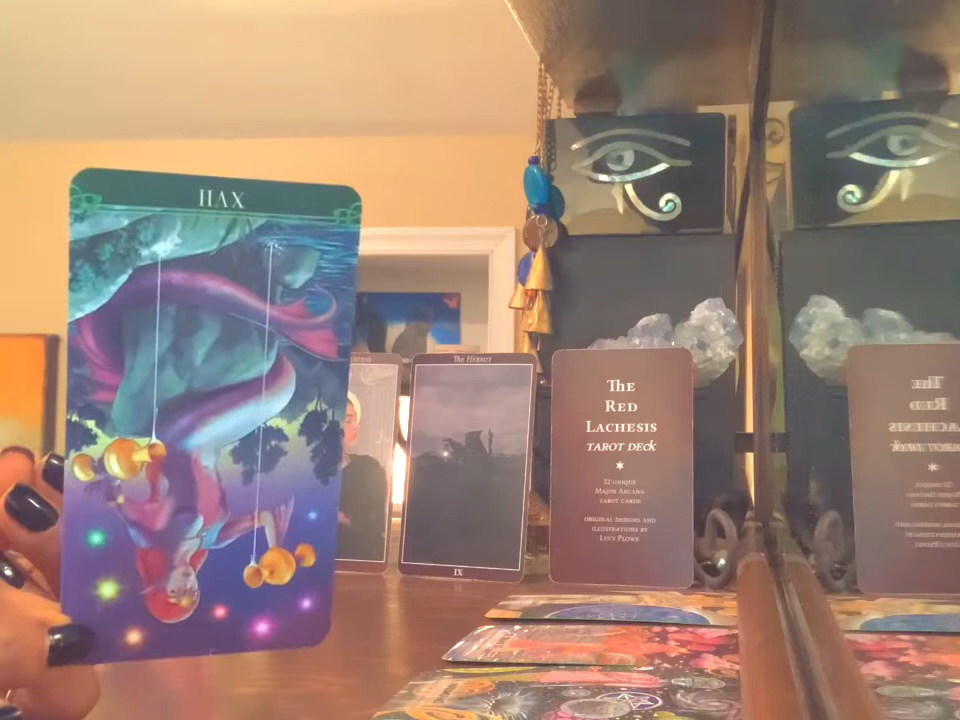 XVII
The Hermit
IX
The
Red
Lachesis
TAROT DECK
22 UNIQUE
MAJOR ARCANA
TAROT CARDS
ORIGINAL DESIGNS AND
ILLUSTRATIONS BY
LUCY PLOWE